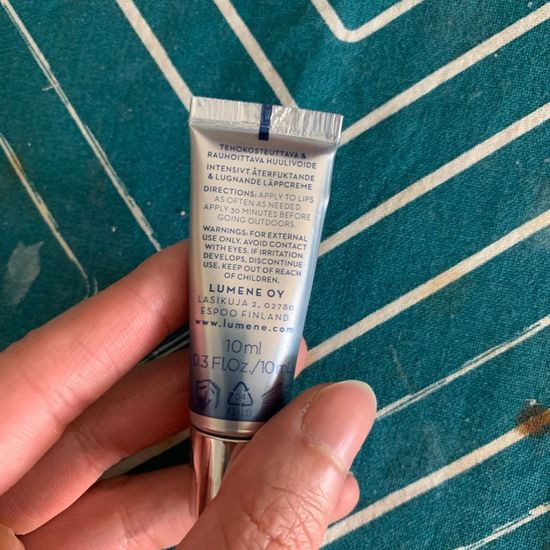 TEHOKOSTEUTTAVA &
RAUHOITTAVA HUULIVOIDE
INTENSIVT ÅTERFUKTANDE
& LUGNANDE LÄPPCREME
DIRECTIONS: APPLY TO LIPS
AS OFTEN AS NEEDED.
APPLY 30 MINUTES BEFORE
GOING OUTDOORS.
WARNINGS: FOR EXTERNAL
USE ONLY. AVOID CONTACT
WITH EYES. IF IRRITATION
DEVELOPS, DISCONTINUE
USE. KEEP OUT OF REACH
OF CHILDREN.
LUMENE OY
LASIKUJA 2, 02780
ESPOO FINLAND
www.lumene.com
10 ml
0.3 Fl.Oz./10 mL